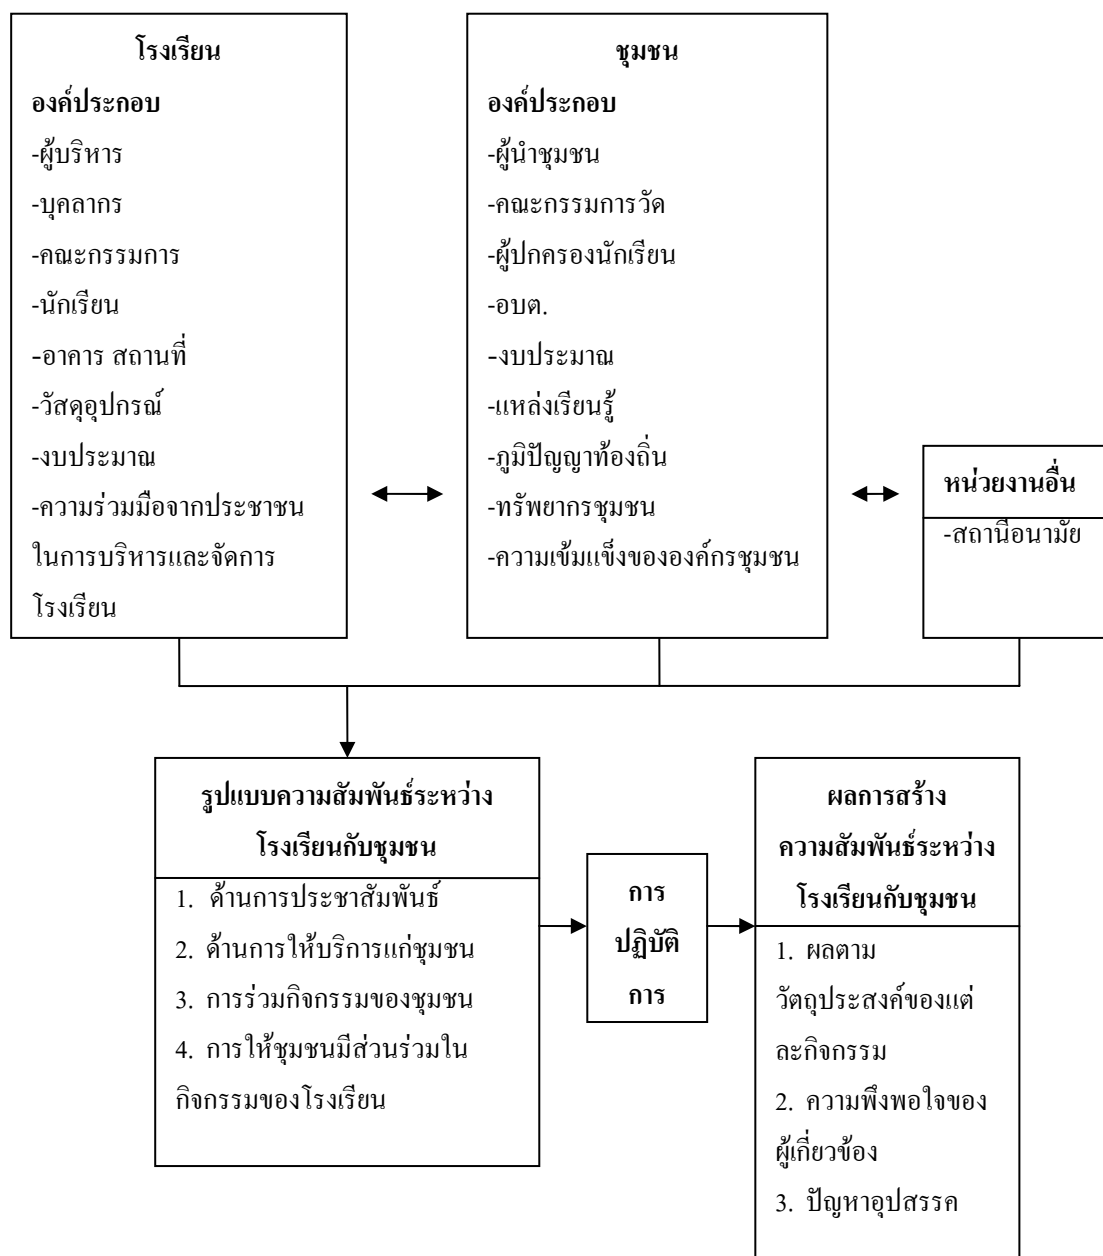 โรงเรียน
องค์ประกอบ
-ผู้บริหาร
-บุคลากร
-คณะกรรมการ
-นักเรียน
-อาคาร สถานที่
-วัสดุอุปกรณ์
-งบประมาณ
-ความร่วมมือจากประชาชน
ในการบริหารและจัดการ
โรงเรียน
ชุมชน
องค์ประกอบ
-ผู้นำชุมชน
-คณะกรรมการวัด
-ผู้ปกครองนักเรียน
-อบต.
-งบประมาณ
-แหล่งเรียนรู้
-ภูมิปัญญาท้องถิ่น
-ทรัพยากรชุมชน
-ความเข้มแข็งขององค์กรชุมชน
หน่วยงานอื่น
-สถานีอนามัย
รูปแบบความสัมพันธ์ระหว่าง
โรงเรียนกับชุมชน
1. ด้านการประชาสัมพันธ์
2. ด้านการให้บริการแก่ชุมชน
3. การร่วมกิจกรรมของชุมชน
4. การให้ชุมชนมีส่วนร่วมใน
กิจกรรมของโรงเรียน
การ
ปฏิบัติ
การ
ผลการสร้าง
ความสัมพันธ์ระหว่าง
โรงเรียนกับชุมชน
1. ผลตาม
วัตถุประสงค์ของแต่
ละกิจกรรม
2. ความพึงพอใจของ
ผู้เกี่ยวข้อง
3. ปัญหาอุปสรรค